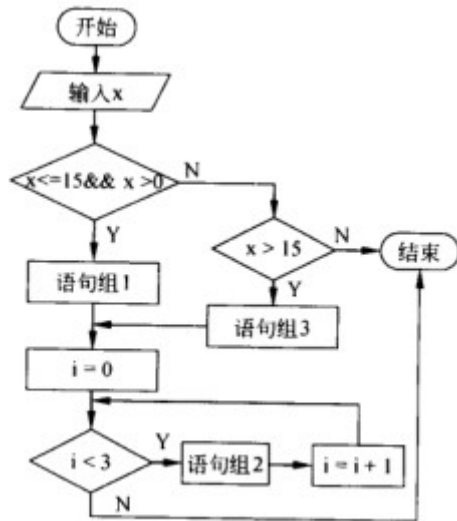 开始
输入x
x<=15&& x >0
N
Y
x > 15
N
结束
Y
语句组1
语句组3
i = 0
i < 3
Y
语句组2
i = i + 1
N